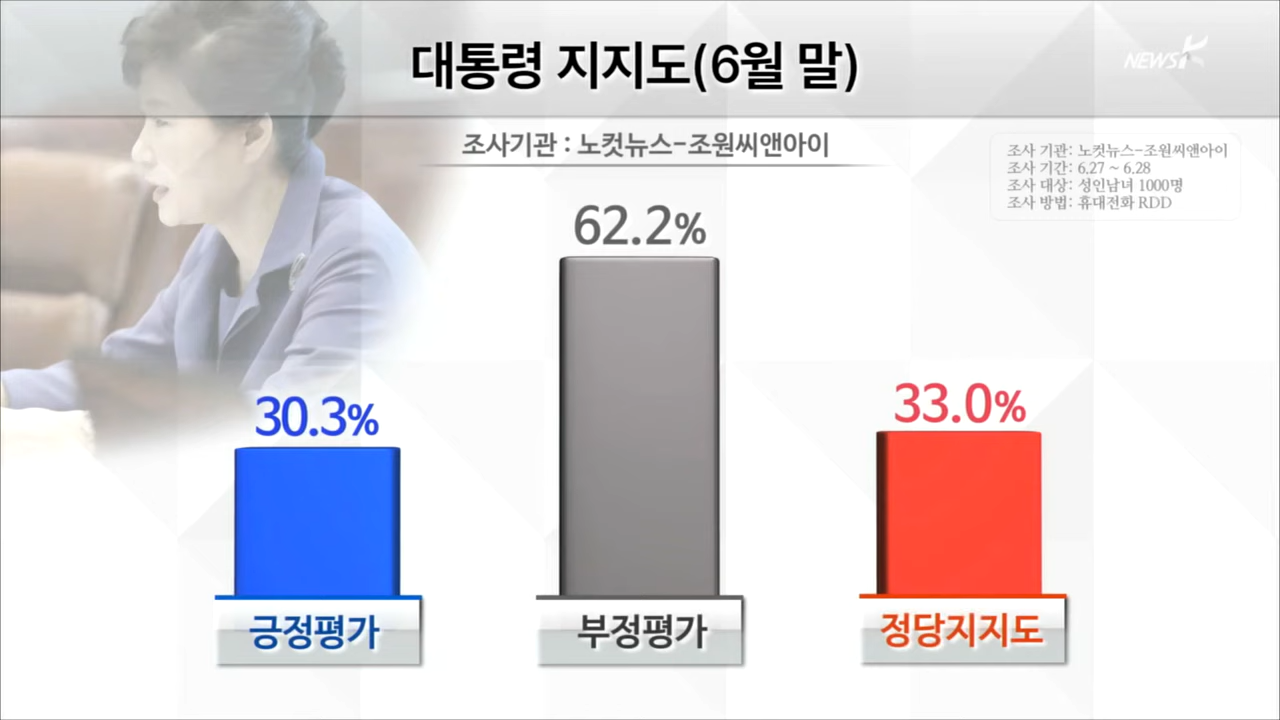 대통령 지지도(6월 말)
NEWS K
조사기관 : 노컷뉴스-조원씨앤아이
조사 기관: 노컷뉴스-조원씨앤아이
조사 기간: 6.27 ~ 6.28
조사 대상: 성인남녀 1000명
조사 방법: 휴대전화 RDD
62.2%
33.0%
30.3%
긍정평가
부정평가
정당지지도